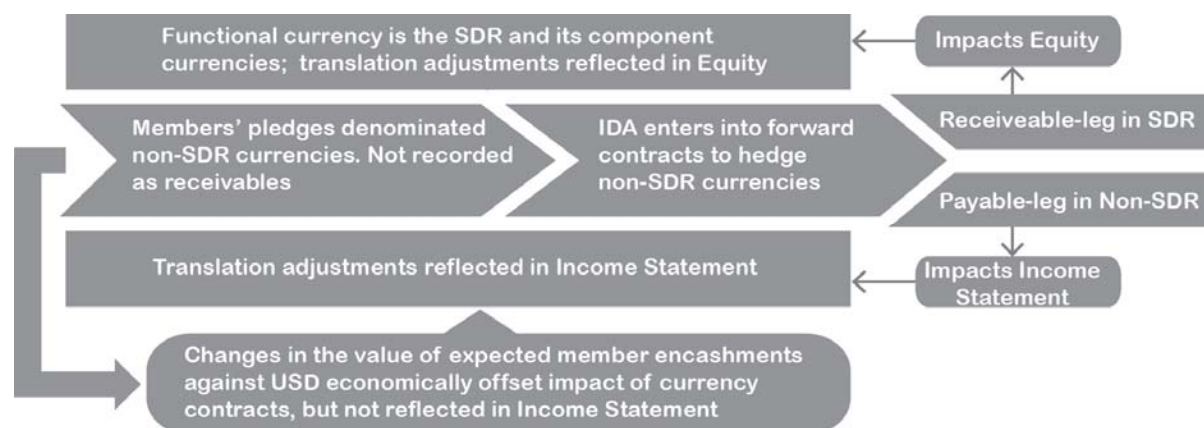 Functional currency is the SDR and its component
currencies; translation adjustments reflected in Equity
Impacts Equity
Members' pledges denominated
non-SDR currencies. Not recorded
as receivables
IDA enters into forward
contracts to hedge
non-SDR currencies
Receiveable-leg in SDR
Payable-leg in Non-SDR
Translation adjustments reflected in Income Statement
Impacts Income
Statement
Changes in the value of expected member encashments
against USD economically offset impact of currency
contracts, but not reflected in Income Statement